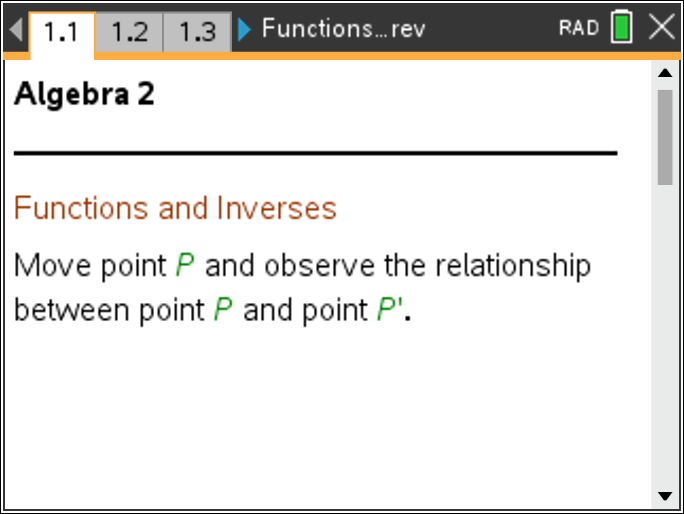 1.1 1.2 1.3 Functions…rev RAD
Algebra 2
Functions and Inverses
Move point P and observe the relationship
between point P and point P'.